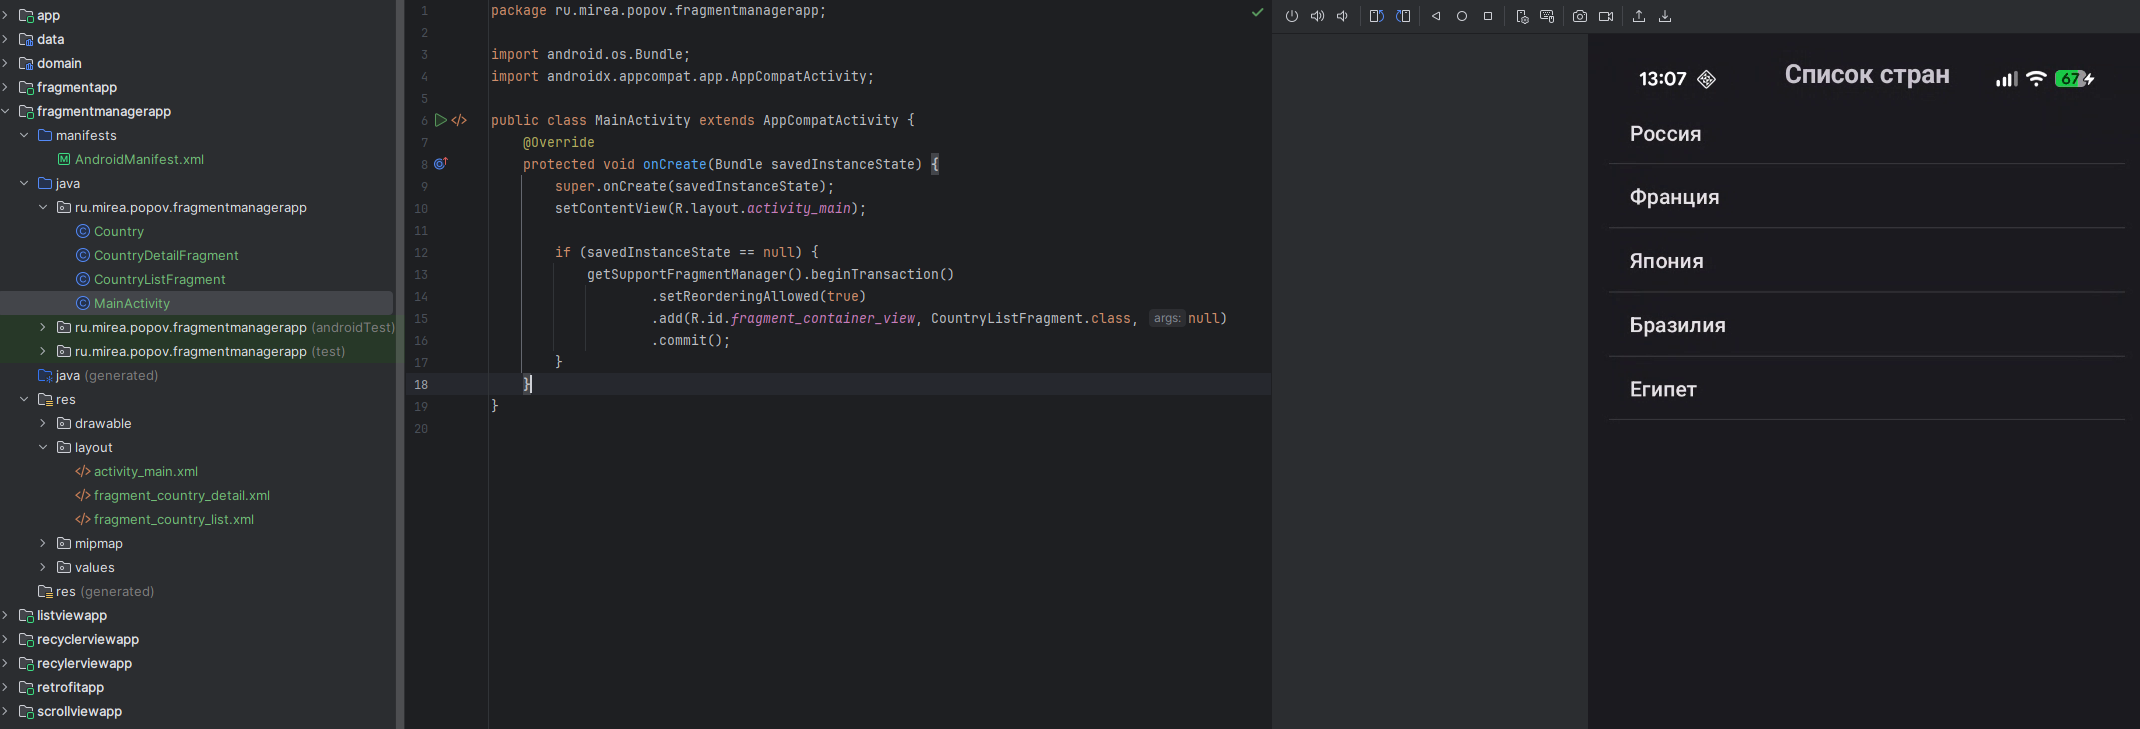 app
data
domain
fragmentapp
fragmentmanagerapp
manifests
AndroidManifest.xml
java
ru.mirea.popov.fragmentmanagerapp
Country
CountryDetailFragment
CountryListFragment
MainActivity
ru.mirea.popov.fragmentmanagerapp (androidTest)
ru.mirea.popov.fragmentmanagerapp (test)
java (generated)
res
drawable
layout
activity_main.xml
fragment_country_detail.xml
fragment_country_list.xml
mipmap
values
res (generated)
listviewapp
recyclerviewapp
recylerviewapp
retrofitapp
scrollviewapp
1 package ru.mirea.popov.fragmentmanagerapp;
2
3 import android.os.Bundle;
4 import androidx.appcompat.app.AppCompatActivity;
5
6 public class MainActivity extends AppCompatActivity {
7 @Override
8 protected void onCreate(Bundle savedInstanceState) {
9 super.onCreate(savedInstanceState);
10 setContentView(R.layout.activity_main);
11
12 if (savedInstanceState == null) {
13 getSupportFragmentManager().beginTransaction()
14 .setReorderingAllowed(true)
15 .add(R.id.fragment_container_view, CountryListFragment.class, args: null)
16 .commit();
17 }
18 }
19 }
20
13:07 Список стран 67
Россия
Франция
Япония
Бразилия
Египет